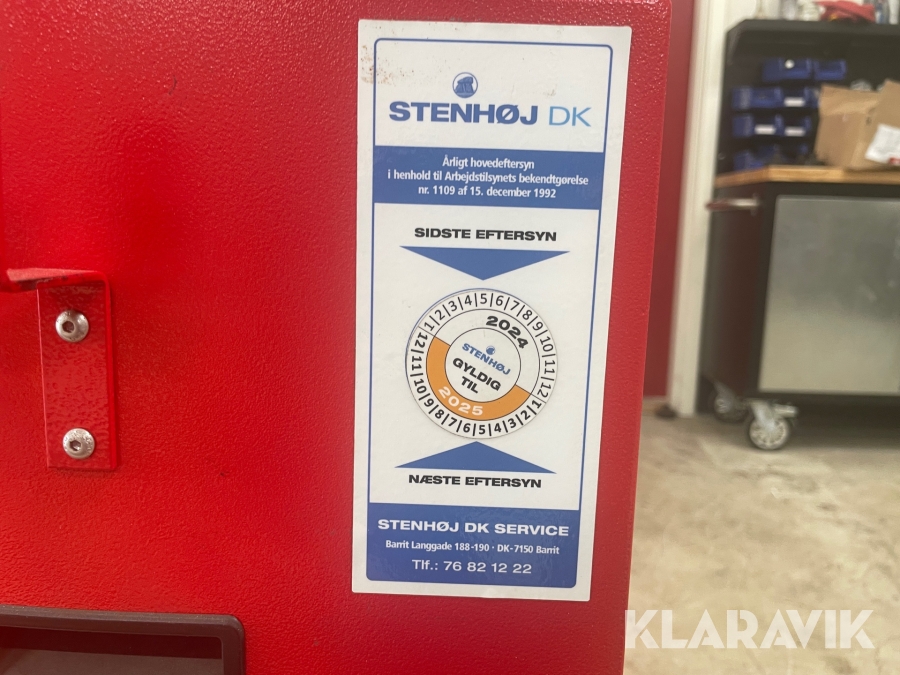 STENHØJ DK
Årligt hovedeftersyn
i henhold til Arbejdstilsynets bekendtgørelse
nr. 1109 af 15. december 1992
SIDSTE EFTERSYN
1|2|3|4|5|6|7|8|9|10|11|12
2024
STENHØJ
GYLDIG
TIL
2025
12|11|10|9|8|7|6|5|4|3|2|1
NÆSTE EFTERSYN
STENHØJ DK SERVICE
Barrit Langgade 188-190 · DK-7150 Barrit
Tlf.: 76 82 12 22
KLARAVIK